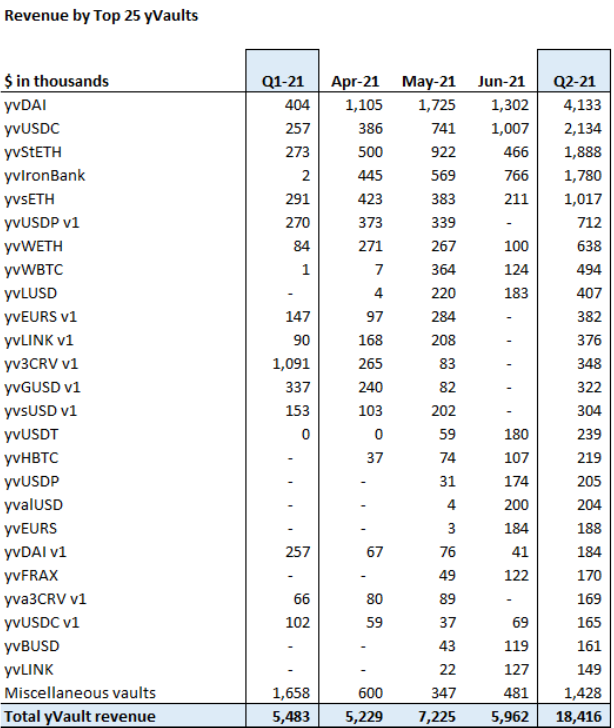 Revenue by Top 25 yVaults
$ in thousands Q1-21 Apr-21 May-21 Jun-21 Q2-21
yvDAI 404 1,105 1,725 1,302 4,133
yvUSDC 257 386 741 1,007 2,134
yvStETH 273 500 922 466 1,888
yvIronBank 2 445 569 766 1,780
yvsETH 291 423 383 211 1,017
yvUSDP v1 270 373 339 - 712
yvWETH 84 271 267 100 638
yvWBTC 1 7 364 124 494
yvLUSD - 4 220 183 407
yvEURS v1 147 97 284 - 382
yvLINK v1 90 168 208 - 376
yv3CRV v1 1,091 265 83 - 348
yvGUSD v1 337 240 82 - 322
yvsUSD v1 153 103 202 - 304
yvUSDT 0 0 59 180 239
yvHBTC - 37 74 107 219
yvUSDP - - 31 174 205
yvalUSD - - 4 200 204
yvEURS - - 3 184 188
yvDAI v1 257 67 76 41 184
yvFRAX - - 49 122 170
yva3CRV v1 66 80 89 - 169
yvUSDC v1 102 59 37 69 165
yvBUSD - - 43 119 161
yvLINK - - 22 127 149
Miscellaneous vaults 1,658 600 347 481 1,428
Total yVault revenue 5,483 5,229 7,225 5,962 18,416